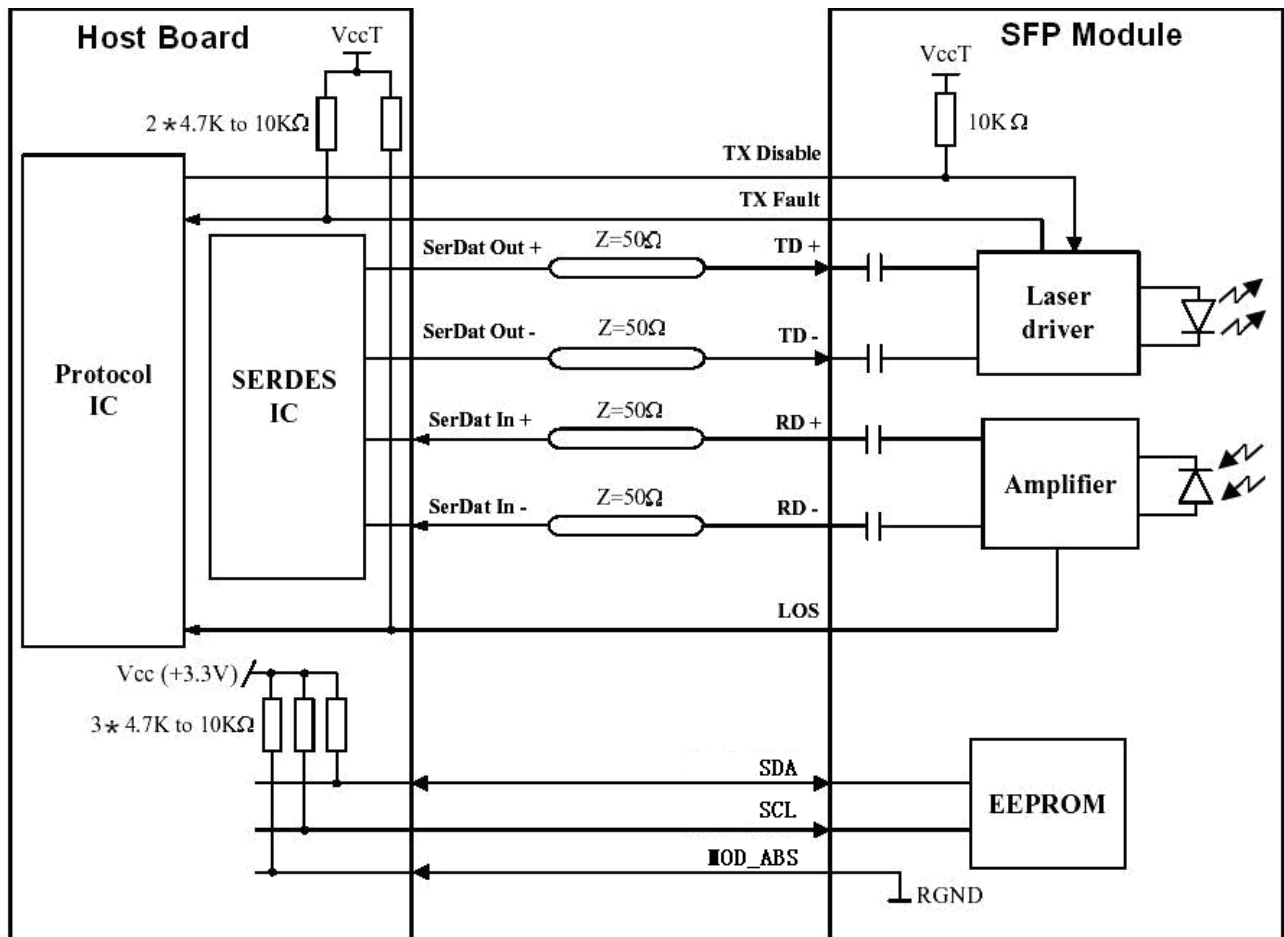 Host Board
SFP Module
VccT
VccT
2*4.7K to 10KΩ
10KΩ
TX Disable
TX Fault
SerDat Out +
Z=50Ω
TD +
Laser
driver
SerDat Out -
Z=50Ω
TD -
Protocol
IC
SERDES
IC
SerDat In +
Z=50Ω
RD +
Amplifier
SerDat In -
Z=50Ω
RD -
LOS
Vcc (+3.3V)
3*4.7K to 10KΩ
SDA
SCL
EEPROM
MOD_ABS
RGND